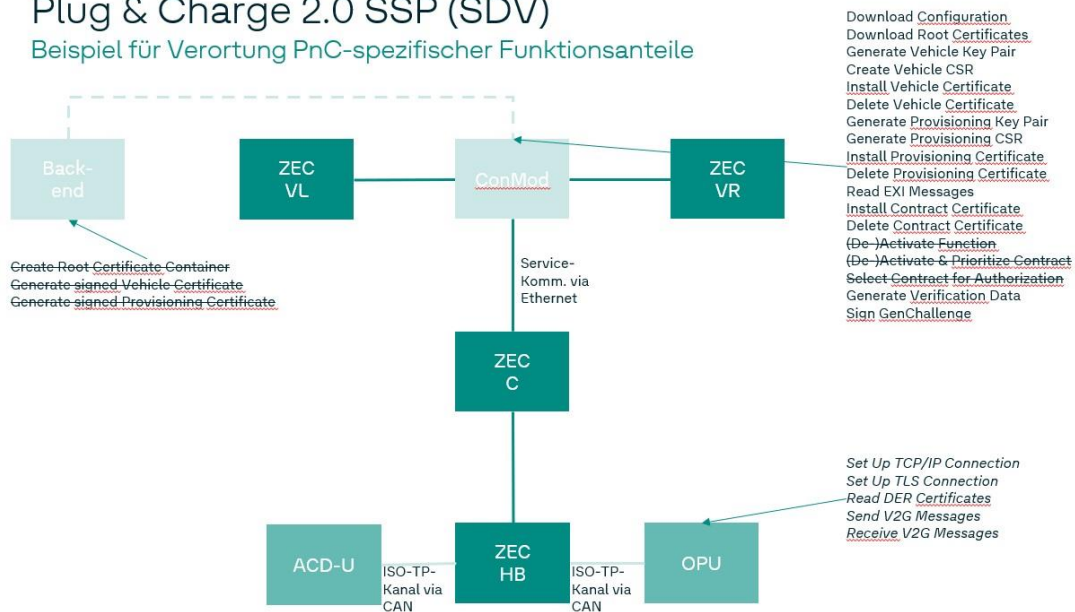 Plug & Charge 2.0 SSP (SDV)
Beispiel für Verortung PnC-spezifischer Funktionsanteile
Back-
end
ZEC
VL
ConMod
ZEC
VR
Create Root Certificate Container
Generate signed Vehicle Certificate
Generate signed Provisioning Certificate
Download Configuration
Download Root Certificates
Generate Vehicle Key Pair
Create Vehicle CSR
Install Vehicle Certificate
Delete Vehicle Certificate
Generate Provisioning Key Pair
Generate Provisioning CSR
Install Provisioning Certificate
Delete Provisioning Certificate
Read EXI Messages
Install Contract Certificate
Delete Contract Certificate
(De-)Activate Function
(De-)Activate & Prioritize Contract
Select Contract for Authorization
Generate Verification Data
Sign GenChallenge
Service-
Komm. via
Ethernet
ZEC
C
Set Up TCP/IP Connection
Set Up TLS Connection
Read DER Certificates
Send V2G Messages
Receive V2G Messages
ACD-U
ISO-TP-
Kanal via
CAN
ZEC
HB
ISO-TP-
Kanal via
CAN
OPU